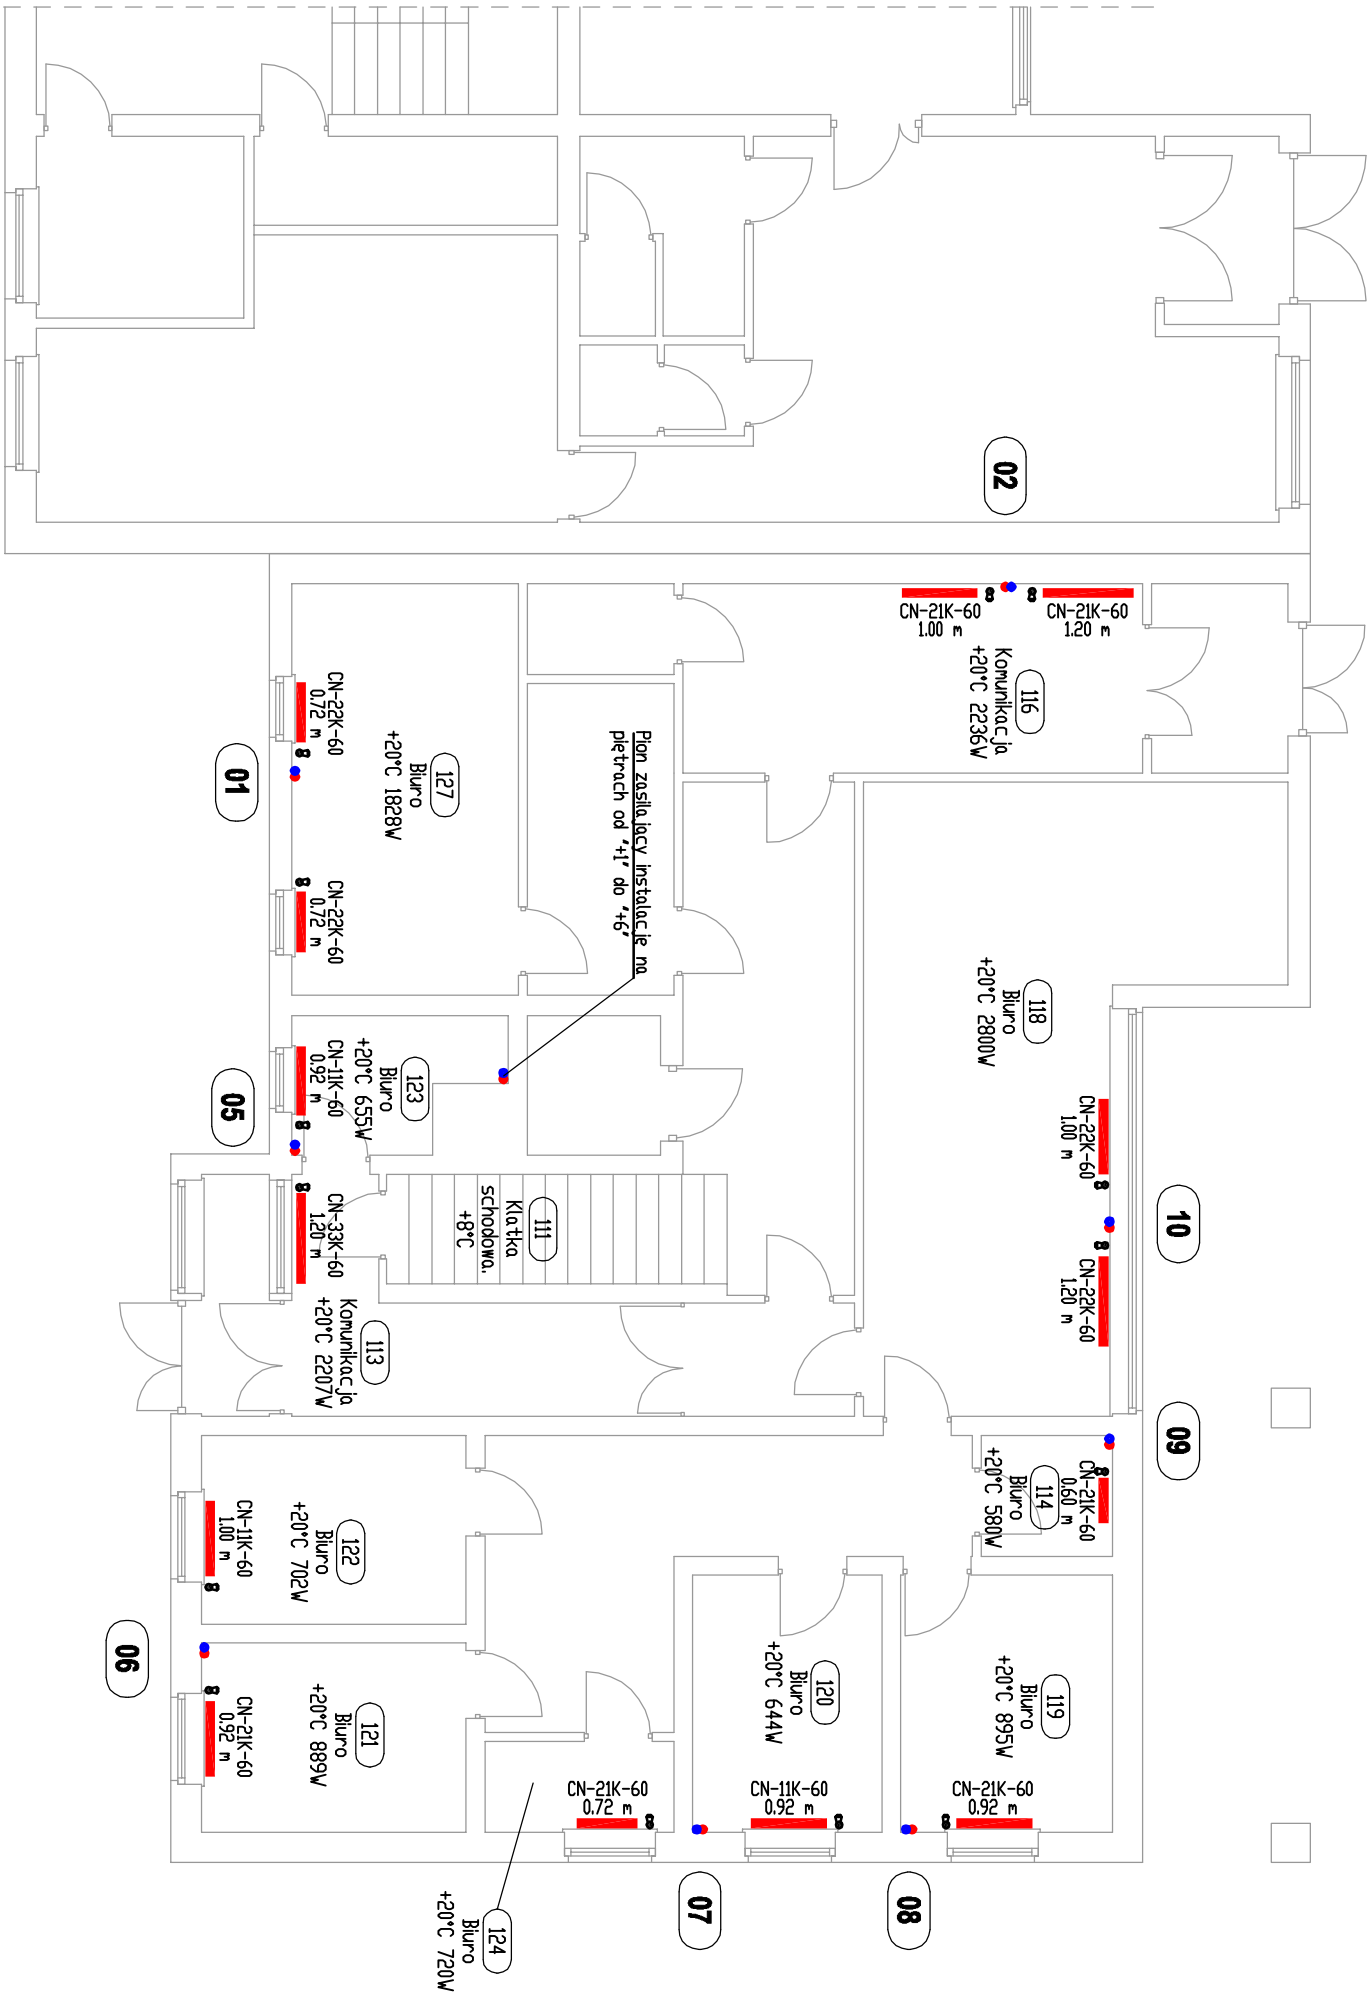 02
CN-21K-60
1.00 m
CN-21K-60
1.20 m
116
Komunikacja
+20°C 2236W
CN-22K-60
0.72 m
01
127
Biuro
+20°C 1828W
CN-22K-60
0.72 m
Pion zasilający instalację na
piętrach od "+1" do "+6"
118
Biuro
+20°C 2800W
CN-11K-60
0.92 m
123
Biuro
+20°C 655W
05
CN-22K-60
1.00 m
10
CN-22K-60
1.20 m
111
Klatka
schodowa.
+8°C
CN-33K-60
1.20 m
113
Komunikacja
+20°C 2207W
09
CN-21K-60
0.60 m
114
Biuro
+20°C 580W
CN-11K-60
1.00 m
122
Biuro
+20°C 702W
06
CN-21K-60
0.92 m
121
Biuro
+20°C 889W
120
Biuro
+20°C 644W
119
Biuro
+20°C 895W
CN-21K-60
0.72 m
CN-11K-60
0.92 m
CN-21K-60
0.92 m
07
08
124
Biuro
+20°C 720W